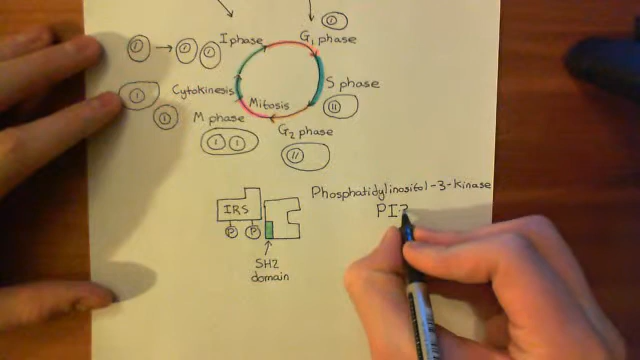 I phase
G1 phase
S phase
G2 phase
Mitosis
M phase
Cytokinesis
Phosphatidylinositol-3-kinase
PI3
IRS
P P
SH2
domain